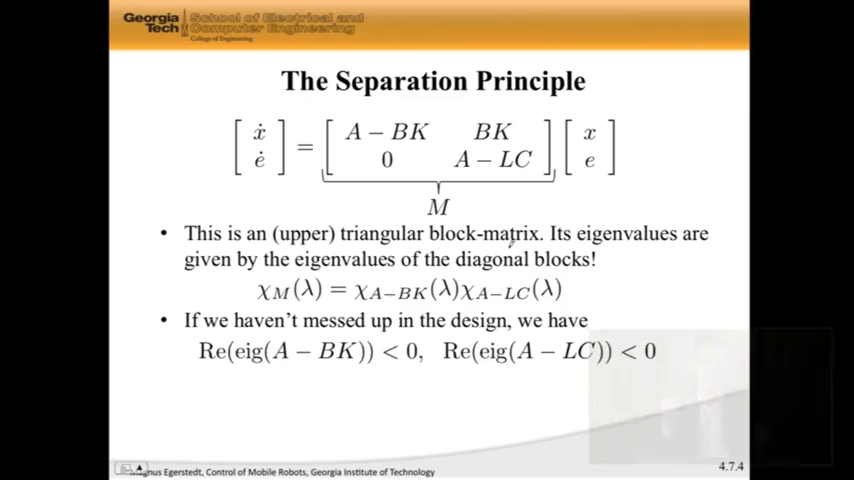 Georgia Tech School of Electrical and Computer Engineering
College of Engineering
The Separation Principle
[ẋ ė] = [A − BK BK 0 A − LC] [x e]
M
• This is an (upper) triangular block-matrix. Its eigenvalues are
given by the eigenvalues of the diagonal blocks!
χ_M(λ) = χ_{A−BK}(λ)χ_{A−LC}(λ)
• If we haven't messed up in the design, we have
Re(eig(A − BK)) < 0, Re(eig(A − LC)) < 0
gnus Egerstedt, Control of Mobile Robots, Georgia Institute of Technology
4.7.4